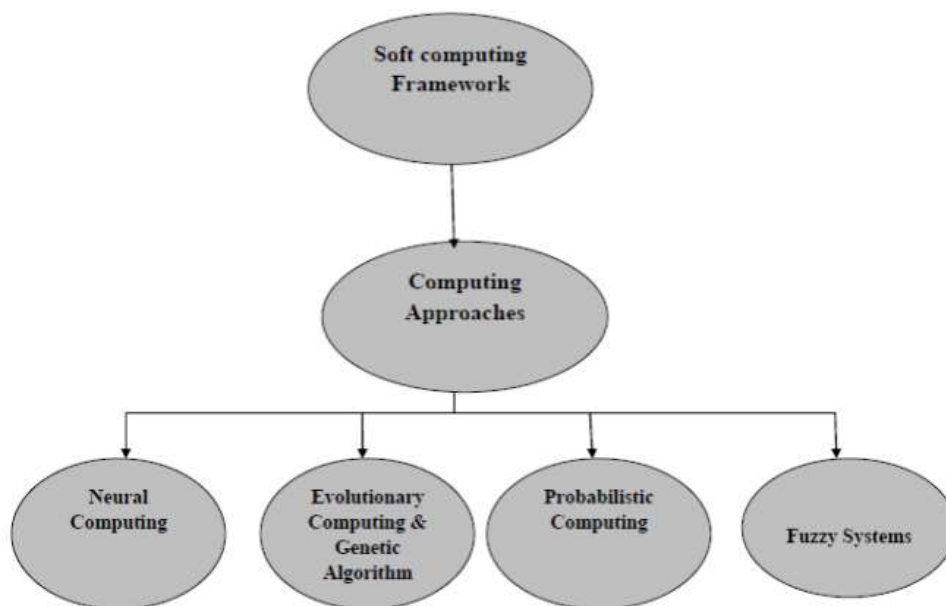 Soft computing
Framework
Computing
Approaches
Neural
Computing
Evolutionary
Computing &
Genetic
Algorithm
Probabilistic
Computing
Fuzzy Systems